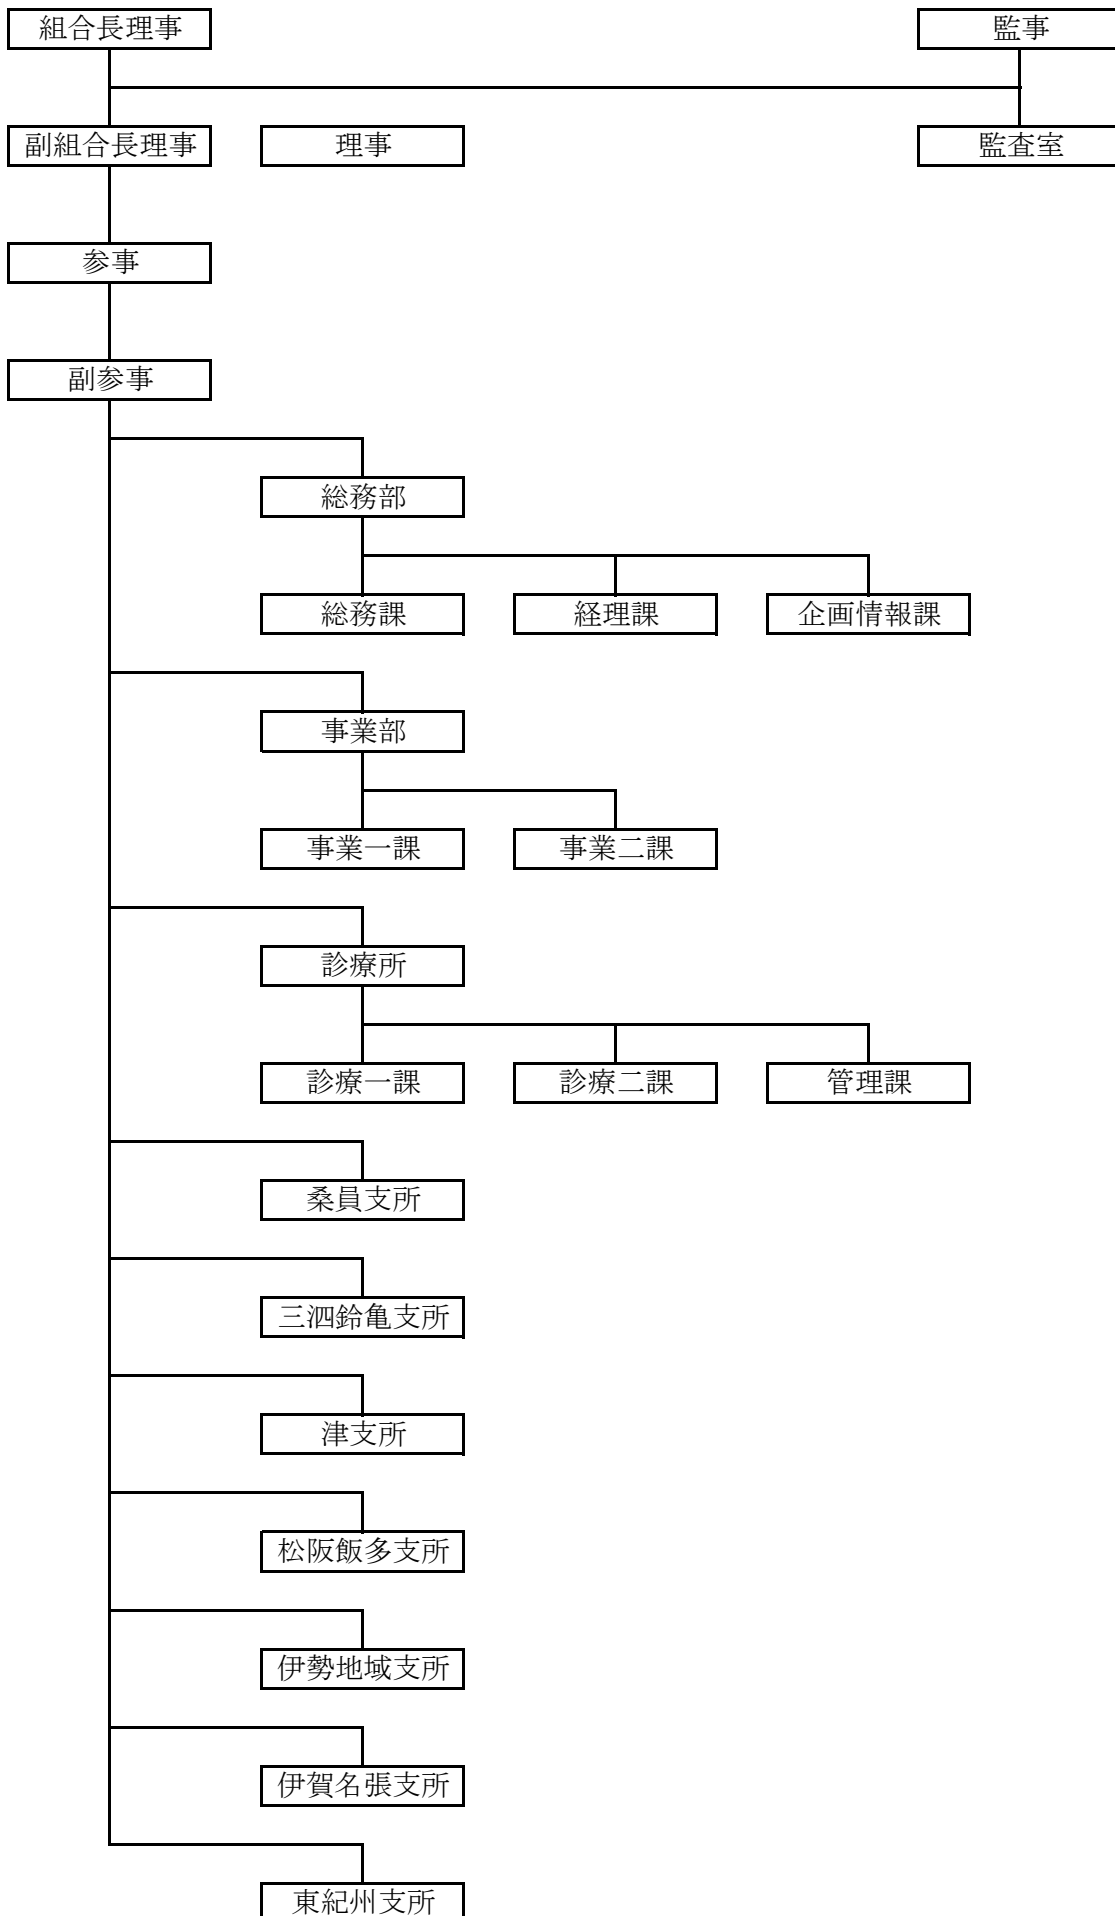 組合長理事
監事
副組合長理事
理事
監査室
参事
副参事
総務部
総務課
経理課
企画情報課
事業部
事業一課
事業二課
診療所
診療一課
診療二課
管理課
桑員支所
三泗鈴亀支所
津支所
松阪飯多支所
伊勢地域支所
伊賀名張支所
東紀州支所